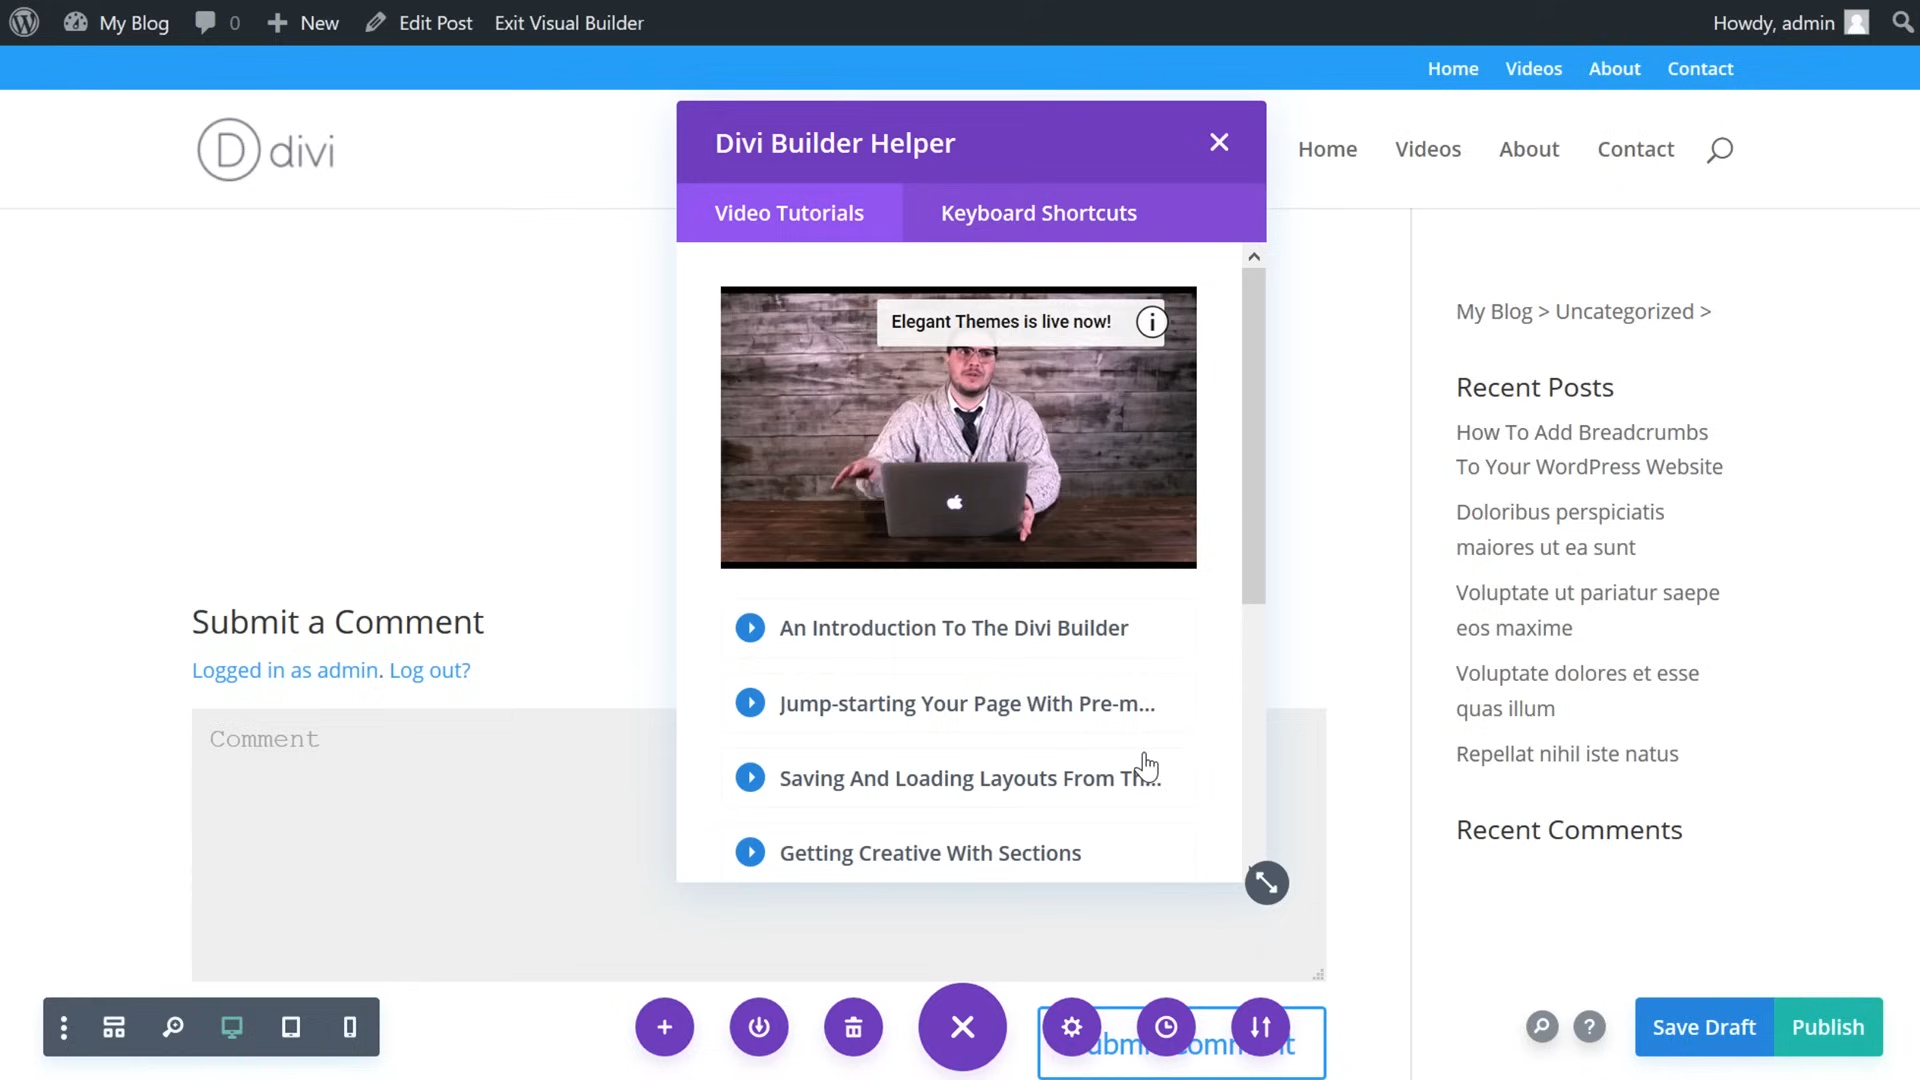 My Blog
0
New
Edit Post
Exit Visual Builder
Howdy, admin
Home
Videos
About
Contact
D divi
Home
Videos
About
Contact
Divi Builder Helper
Video Tutorials
Keyboard Shortcuts
Elegant Themes is live now!
An Introduction To The Divi Builder
Jump-starting Your Page With Pre-m...
Saving And Loading Layouts From Th...
Getting Creative With Sections
Submit a Comment
Logged in as admin. Log out?
Comment
My Blog > Uncategorized >
Recent Posts
How To Add Breadcrumbs
To Your WordPress Website
Doloribus perspiciatis
maiores ut ea sunt
Voluptate ut pariatur saepe
eos maxime
Voluptate dolores et esse
quas illum
Repellat nihil iste natus
Recent Comments
Save Draft
Publish